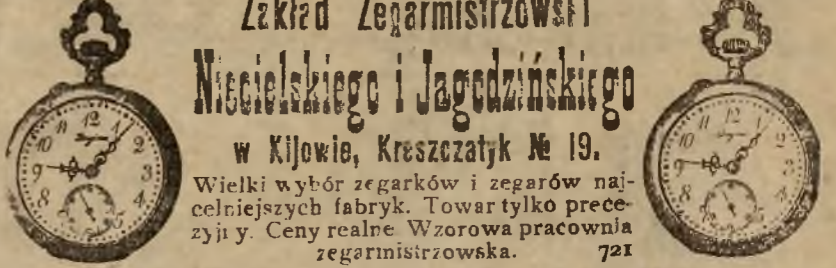 Zakład Zegarmistrzowski
Niecielskiego i Jagodzińskiego
w Kijowie, Kreszczatyk № 19.
Wielki wybór zegarków i zegarów naj-
celniejszych fabryk. Towar tylko prece-
zyjny. Ceny realne. Wzorowa pracownia
zegarmistrzowska. 721